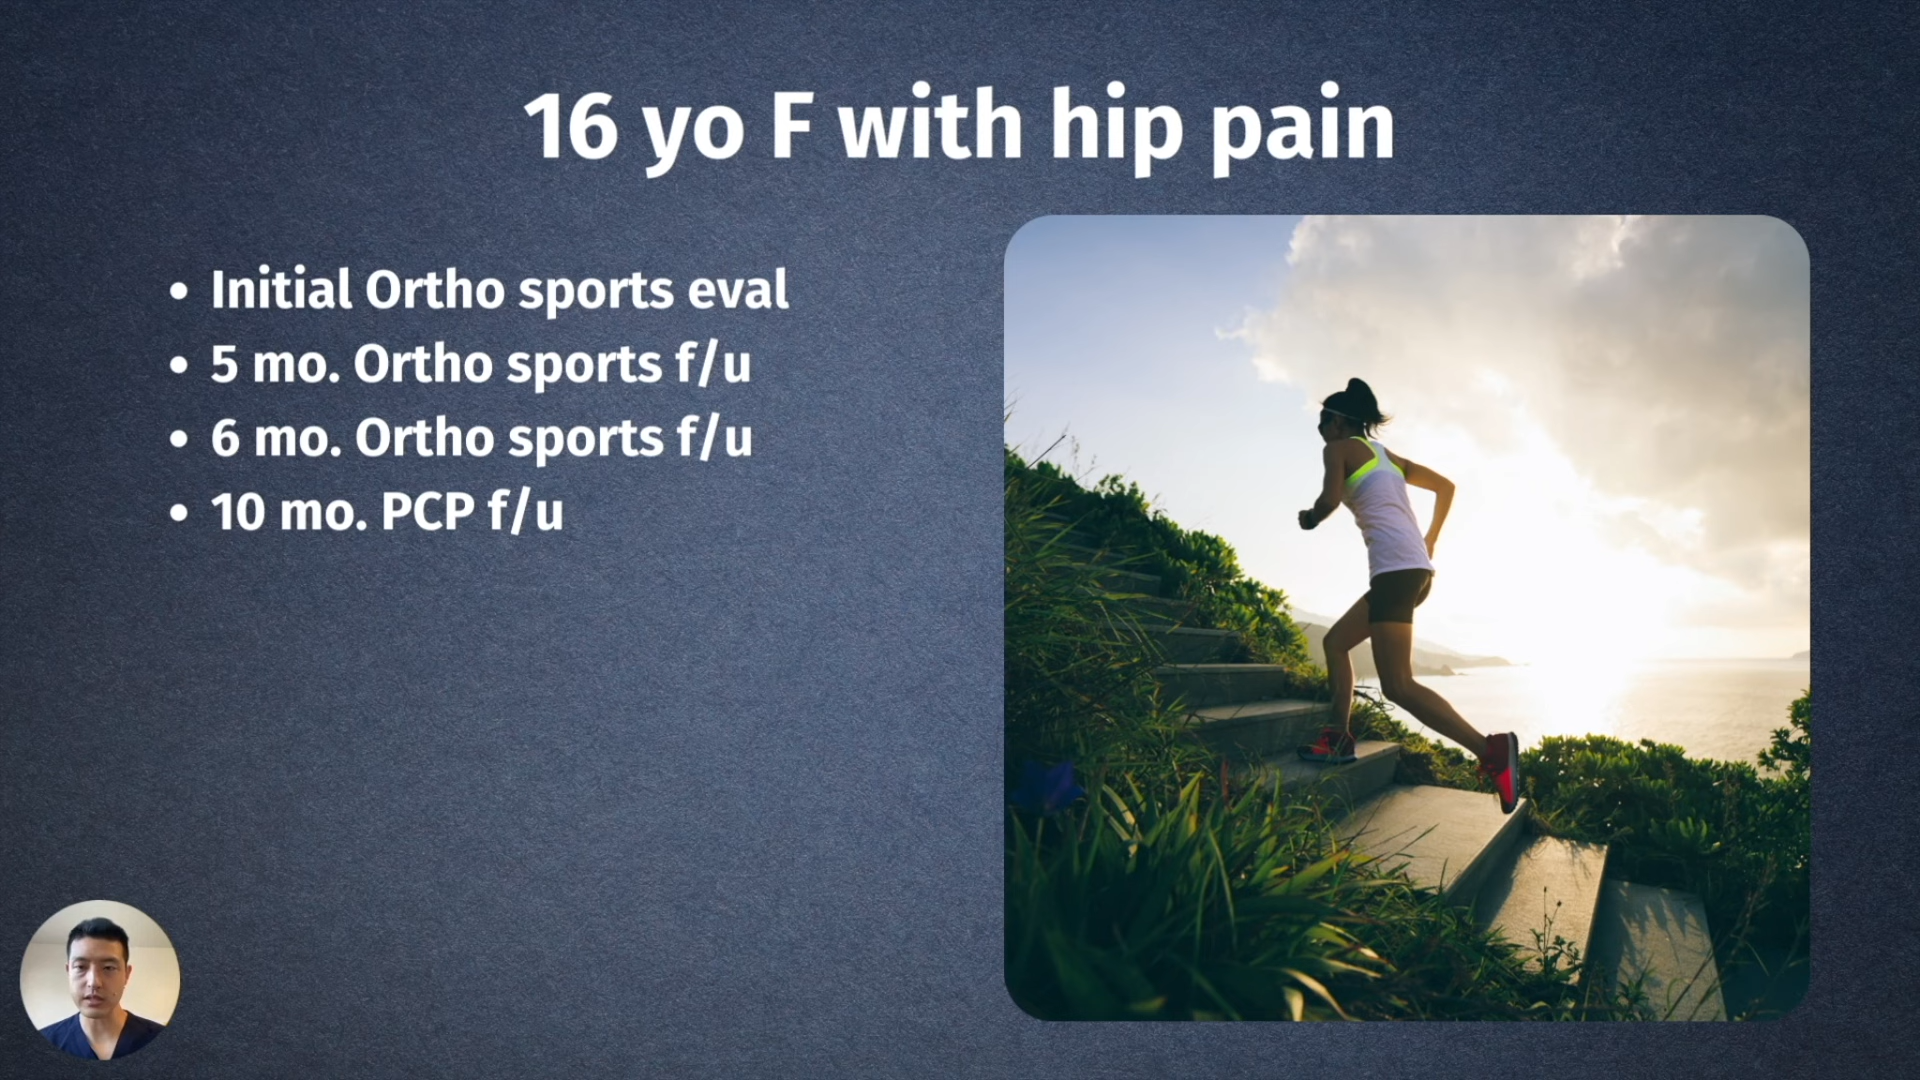 16 yo F with hip pain
• Initial Ortho sports eval
• 5 mo. Ortho sports f/u
• 6 mo. Ortho sports f/u
• 10 mo. PCP f/u